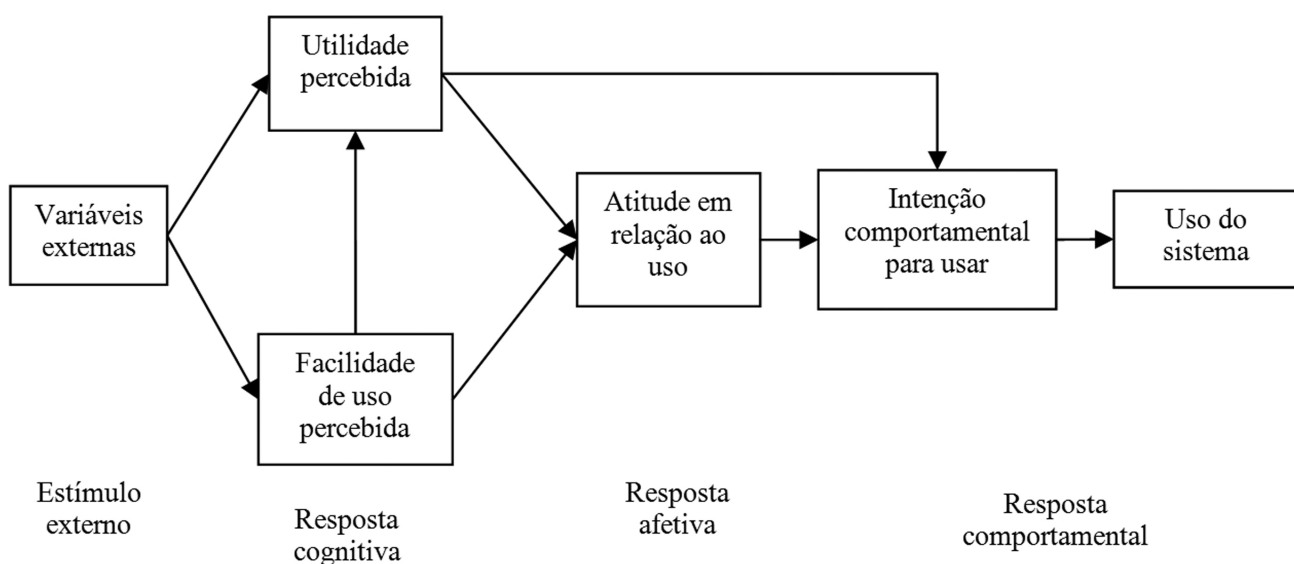 Utilidade
percebida
Variáveis
externas
Facilidade
de uso
percebida
Atitude em
relação ao
uso
Intenção
comportamental
para usar
Uso do
sistema
Estímulo
externo
Resposta
cognitiva
Resposta
afetiva
Resposta
comportamental